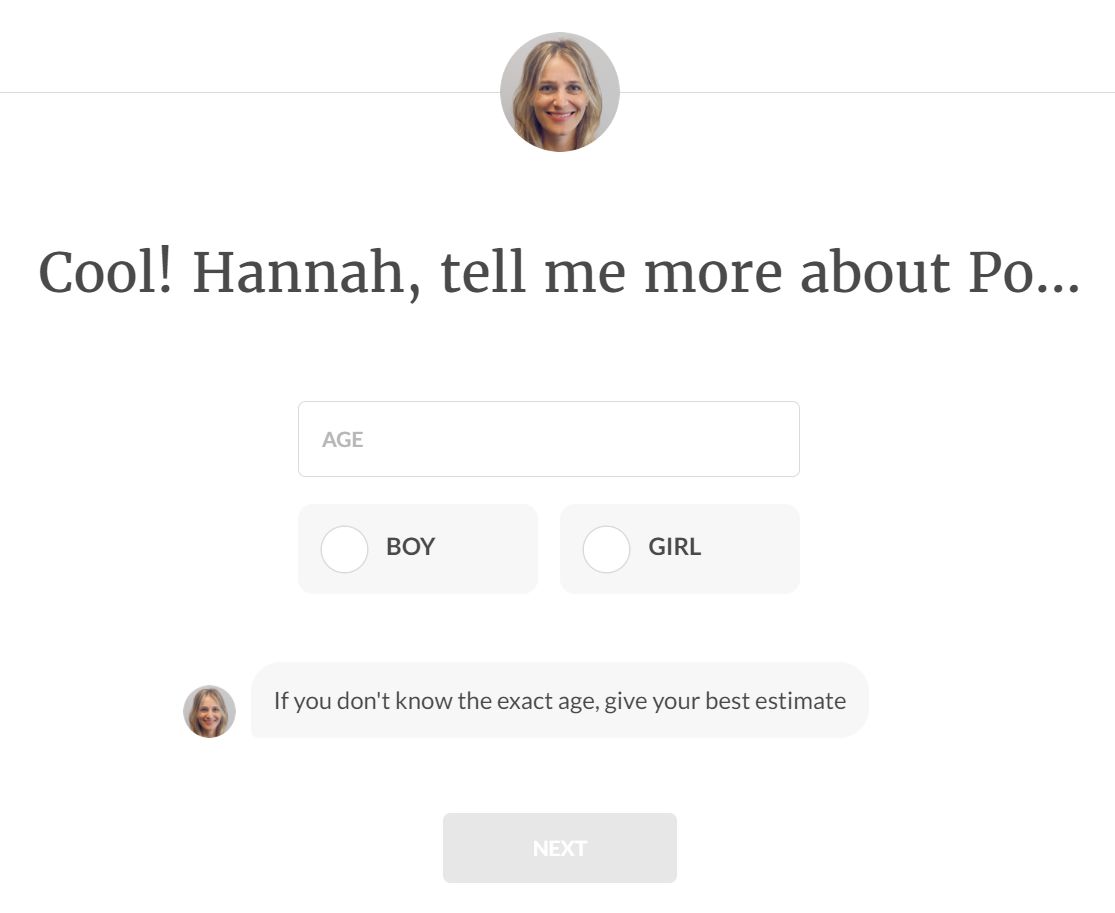 Cool! Hannah, tell me more about Po...
AGE
BOY
GIRL
If you don't know the exact age, give your best estimate
NEXT